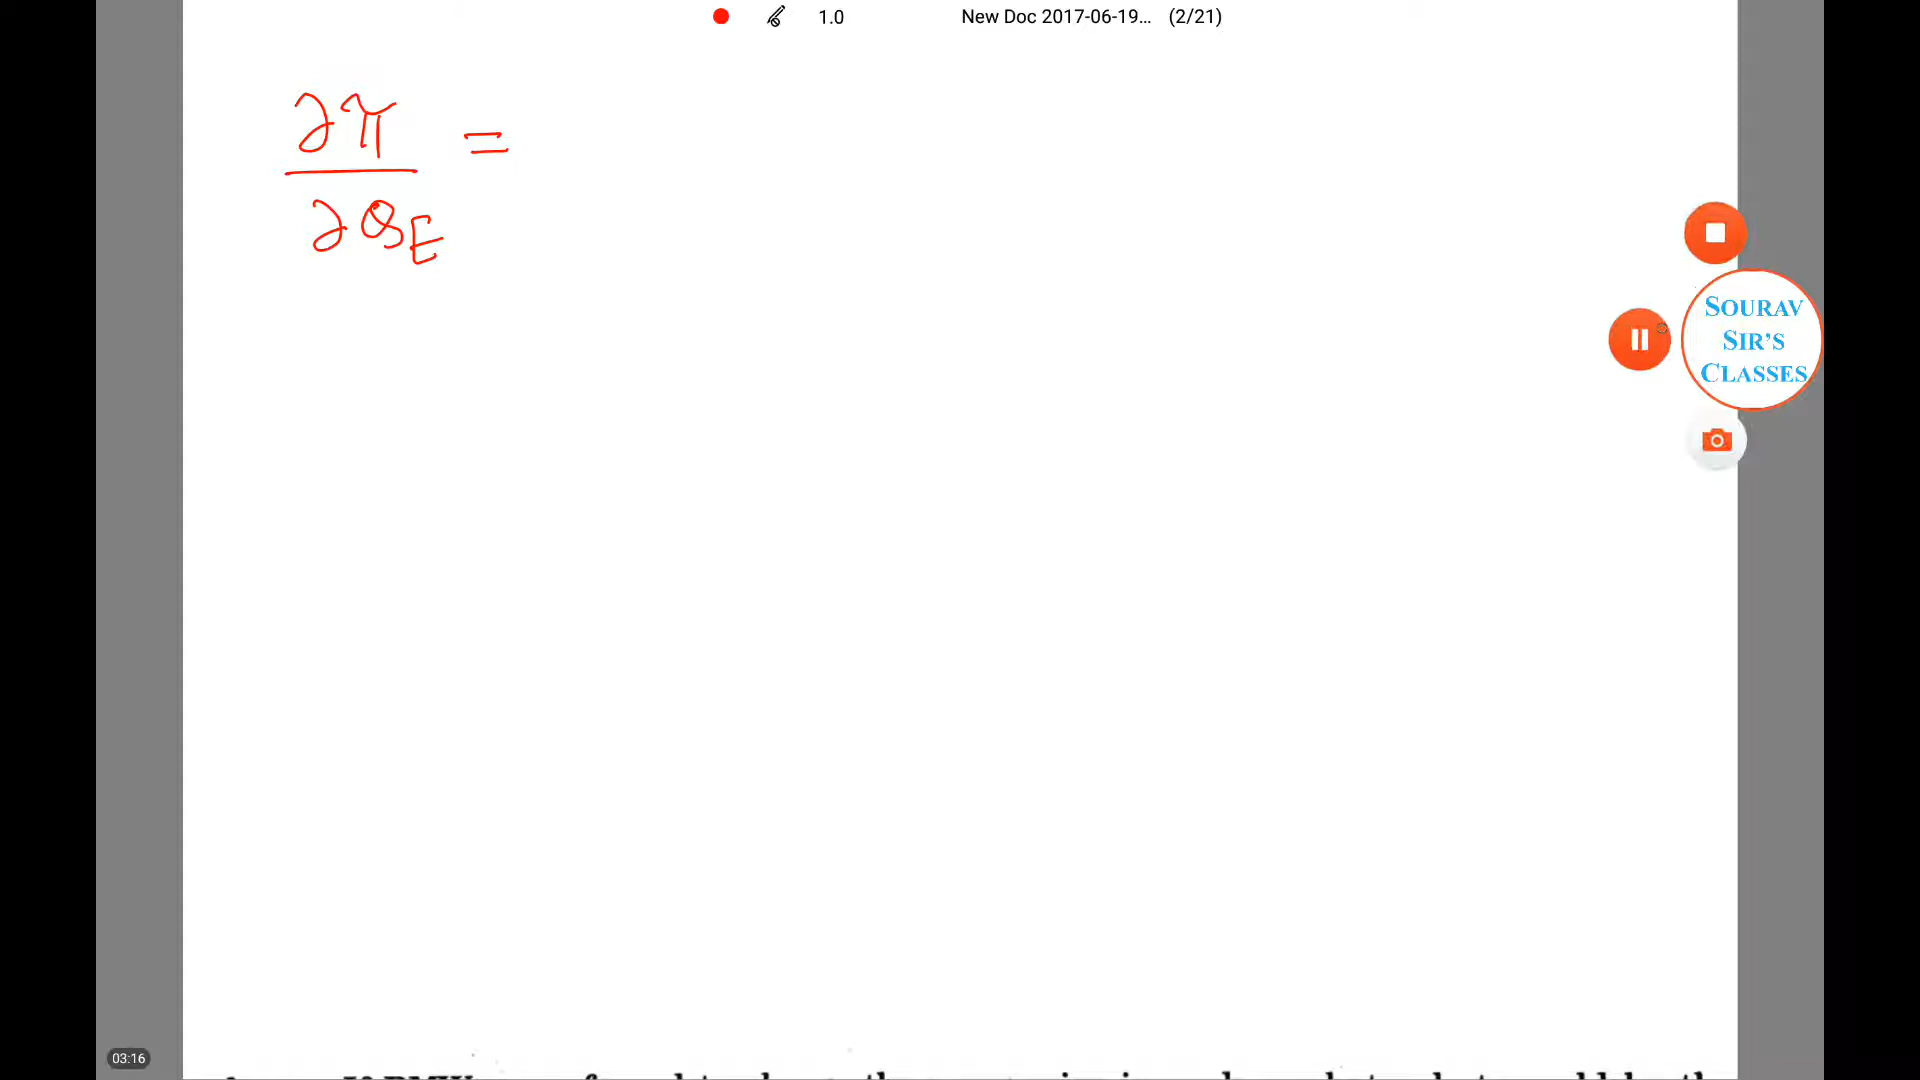 1.0 New Doc 2017-06-19... (2/21)
∂π =
∂Q_E
SOURAV
SIR'S
CLASSES
03:16